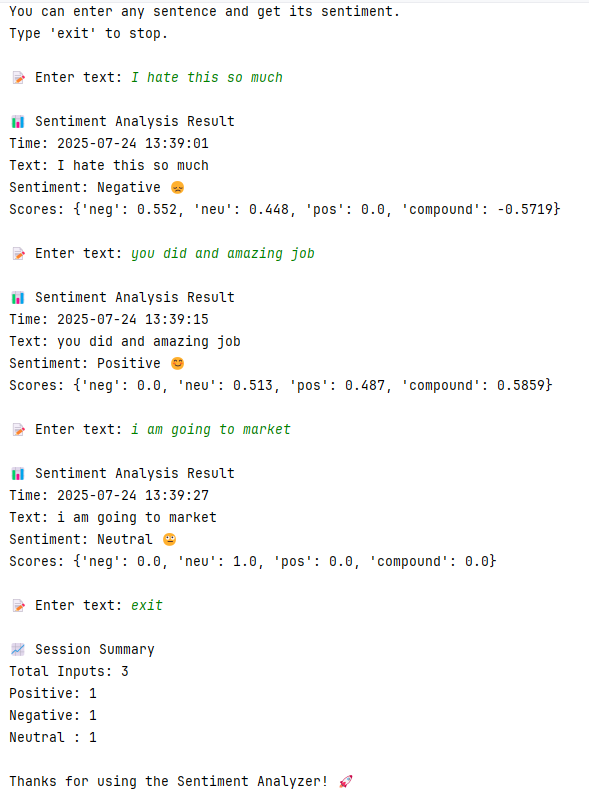 You can enter any sentence and get its sentiment.
Type 'exit' to stop.
📝 Enter text: I hate this so much
📊 Sentiment Analysis Result
Time: 2025-07-24 13:39:01
Text: I hate this so much
Sentiment: Negative 😞
Scores: {'neg': 0.552, 'neu': 0.448, 'pos': 0.0, 'compound': -0.5719}
📝 Enter text: you did and amazing job
📊 Sentiment Analysis Result
Time: 2025-07-24 13:39:15
Text: you did and amazing job
Sentiment: Positive 😊
Scores: {'neg': 0.0, 'neu': 0.513, 'pos': 0.487, 'compound': 0.5859}
📝 Enter text: i am going to market
📊 Sentiment Analysis Result
Time: 2025-07-24 13:39:27
Text: i am going to market
Sentiment: Neutral 😐
Scores: {'neg': 0.0, 'neu': 1.0, 'pos': 0.0, 'compound': 0.0}
📝 Enter text: exit
📈 Session Summary
Total Inputs: 3
Positive: 1
Negative: 1
Neutral : 1
Thanks for using the Sentiment Analyzer! 🚀